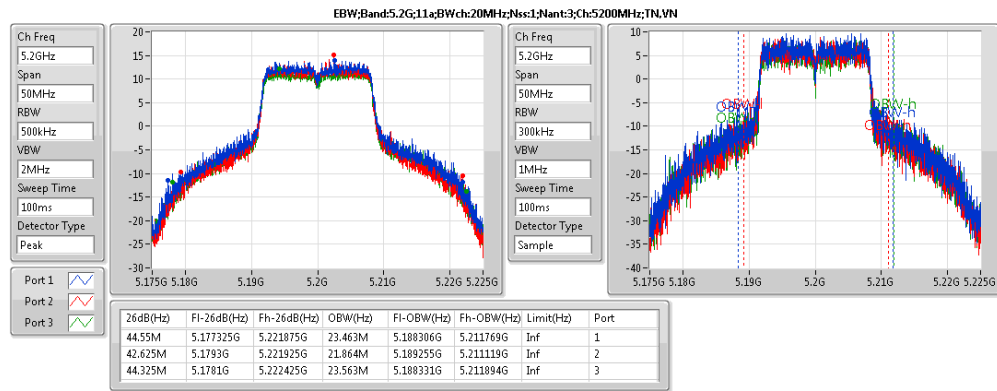 EBW;Band:5.2G;11a;BWch:20MHz;Nss:1;Nant:3;Ch:5200MHz;TN,VN
Ch Freq
5.2GHz
Span
50MHz
RBW
500kHz
VBW
2MHz
Sweep Time
100ms
Detector Type
Peak
Port 1
Port 2
Port 3
20
15
10
5
0
-5
-10
-15
-20
-25
-30
5.175G 5.18G 5.19G 5.2G 5.21G 5.22G 5.225G
Ch Freq
5.2GHz
Span
50MHz
RBW
300kHz
VBW
1MHz
Sweep Time
100ms
Detector Type
Sample
10
5
0
-5
-10
-15
-20
-25
-30
-35
-40
OBW-h
5.175G 5.18G 5.19G 5.2G 5.21G 5.22G 5.225G
26dB(Hz) Fl-26dB(Hz) Fh-26dB(Hz) OBW(Hz) Fl-OBW(Hz) Fh-OBW(Hz) Limit(Hz) Port
44.55M 5.177325G 5.221875G 23.463M 5.188306G 5.211769G Inf 1
42.625M 5.1793G 5.221925G 21.864M 5.189255G 5.211119G Inf 2
44.325M 5.1781G 5.222425G 23.563M 5.188331G 5.211894G Inf 3